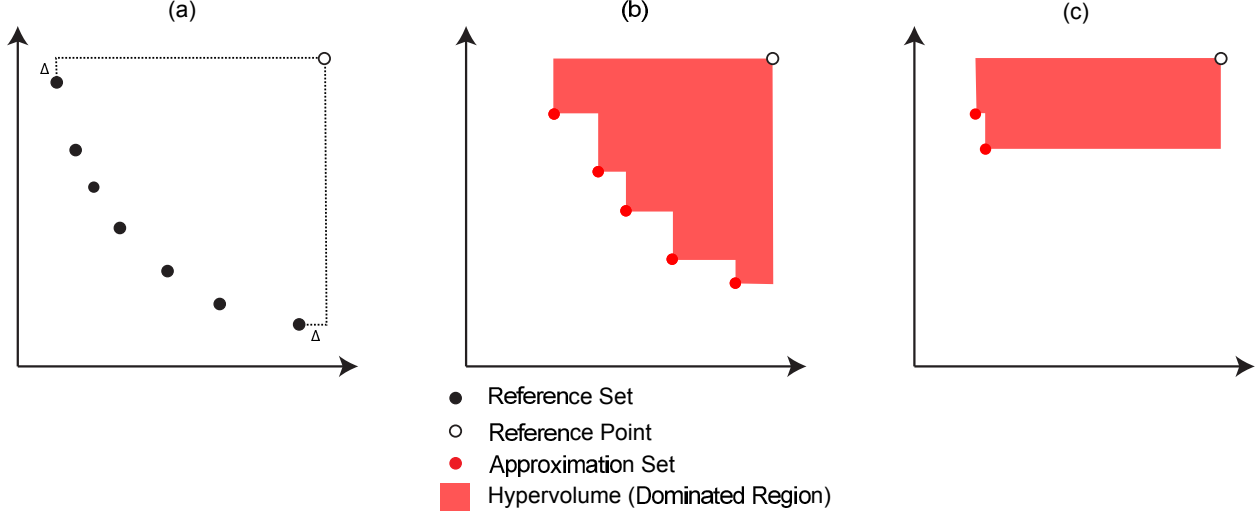 (a)
(b)
(c)
Δ
Δ
Reference Set
Reference Point
Approximation Set
Hypervolume (Dominated Region)